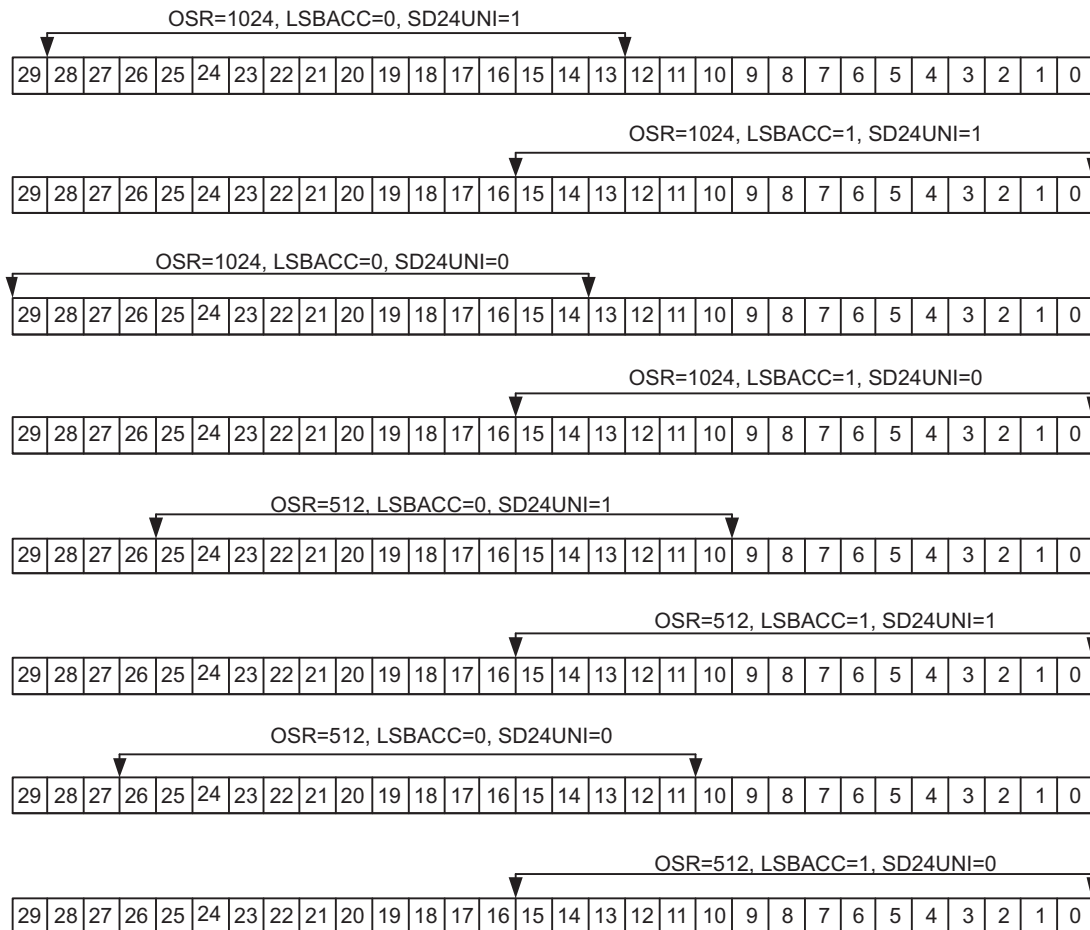 OSR=1024, LSBACC=0, SD24UNI=1
29 28 27 26 25 24 23 22 21 20 19 18 17 16 15 14 13 12 11 10 9 8 7 6 5 4 3 2 1 0
OSR=1024, LSBACC=1, SD24UNI=1
29 28 27 26 25 24 23 22 21 20 19 18 17 16 15 14 13 12 11 10 9 8 7 6 5 4 3 2 1 0
OSR=1024, LSBACC=0, SD24UNI=0
29 28 27 26 25 24 23 22 21 20 19 18 17 16 15 14 13 12 11 10 9 8 7 6 5 4 3 2 1 0
OSR=1024, LSBACC=1, SD24UNI=0
29 28 27 26 25 24 23 22 21 20 19 18 17 16 15 14 13 12 11 10 9 8 7 6 5 4 3 2 1 0
OSR=512, LSBACC=0, SD24UNI=1
29 28 27 26 25 24 23 22 21 20 19 18 17 16 15 14 13 12 11 10 9 8 7 6 5 4 3 2 1 0
OSR=512, LSBACC=1, SD24UNI=1
29 28 27 26 25 24 23 22 21 20 19 18 17 16 15 14 13 12 11 10 9 8 7 6 5 4 3 2 1 0
OSR=512, LSBACC=0, SD24UNI=0
29 28 27 26 25 24 23 22 21 20 19 18 17 16 15 14 13 12 11 10 9 8 7 6 5 4 3 2 1 0
OSR=512, LSBACC=1, SD24UNI=0
29 28 27 26 25 24 23 22 21 20 19 18 17 16 15 14 13 12 11 10 9 8 7 6 5 4 3 2 1 0